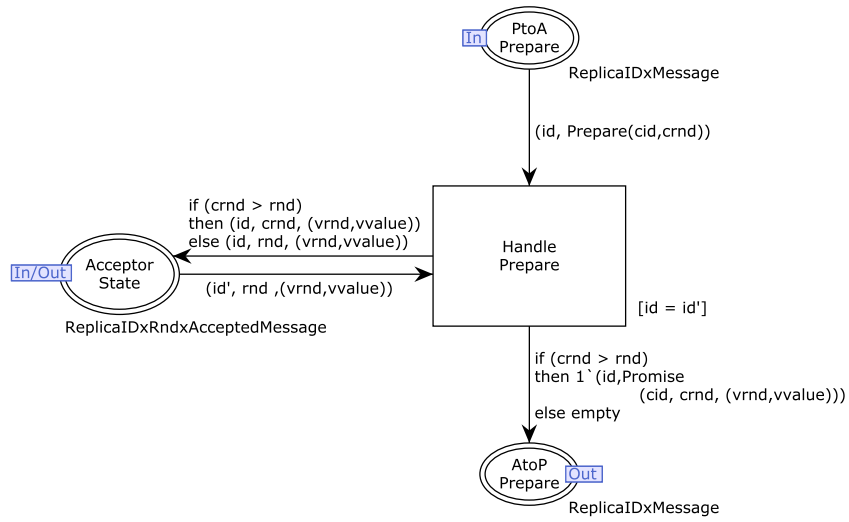 PtoA
Prepare
In
ReplicaIDxMessage
(id, Prepare(cid,crnd))
if (crnd > rnd)
then (id, crnd, (vrnd,vvalue))
else (id, rnd, (vrnd,vvalue))
Handle
Prepare
In/Out
Acceptor
State
(id', rnd ,(vrnd,vvalue))
[id = id']
ReplicaIDxRndxAcceptedMessage
if (crnd > rnd)
then 1`(id,Promise
(cid, crnd, (vrnd,vvalue)))
else empty
AtoP
Prepare
Out
ReplicaIDxMessage